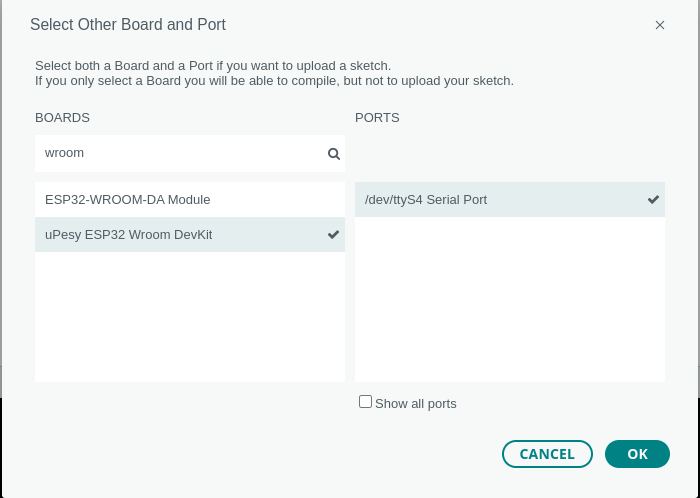 Select Other Board and Port
Select both a Board and a Port if you want to upload a sketch.
If you only select a Board you will be able to compile, but not to upload your sketch.
BOARDS
PORTS
wroom
ESP32-WROOM-DA Module
/dev/ttyS4 Serial Port
uPesy ESP32 Wroom DevKit
Show all ports
CANCEL
OK